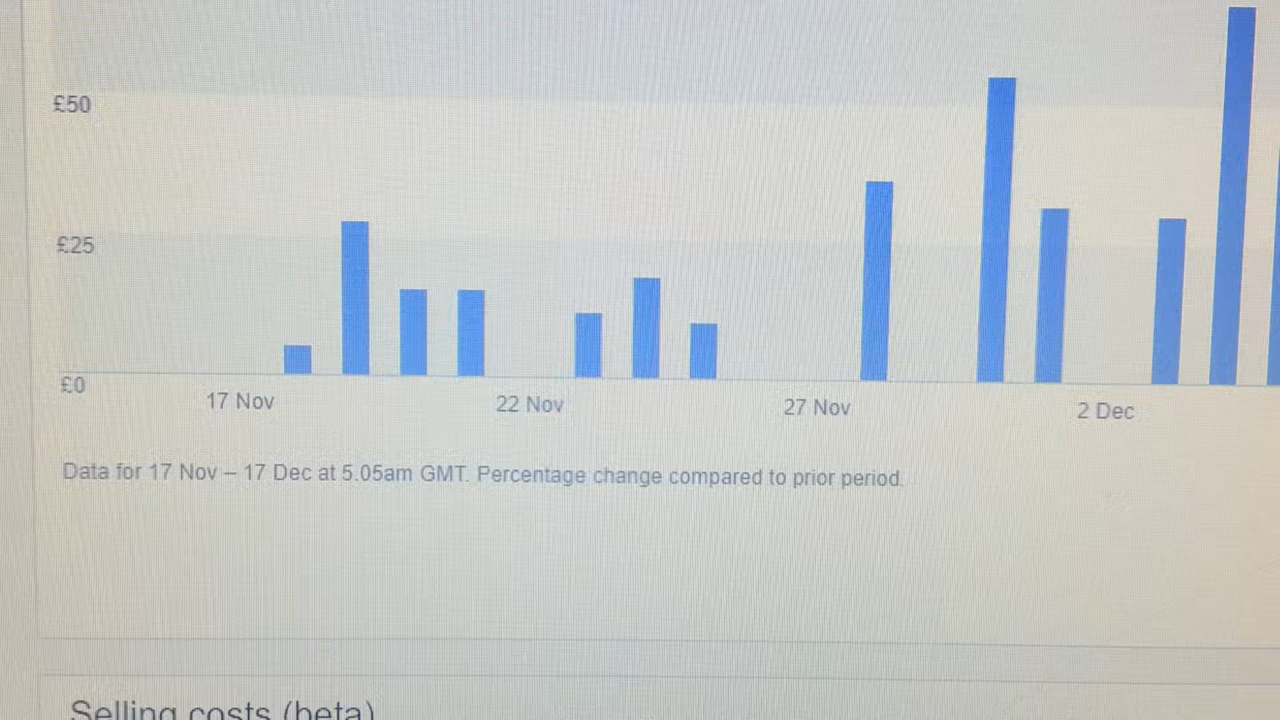 £50
£25
£0
17 Nov 22 Nov 27 Nov 2 Dec
Data for 17 Nov – 17 Dec at 5.05am GMT. Percentage change compared to prior period.
Selling costs (beta)